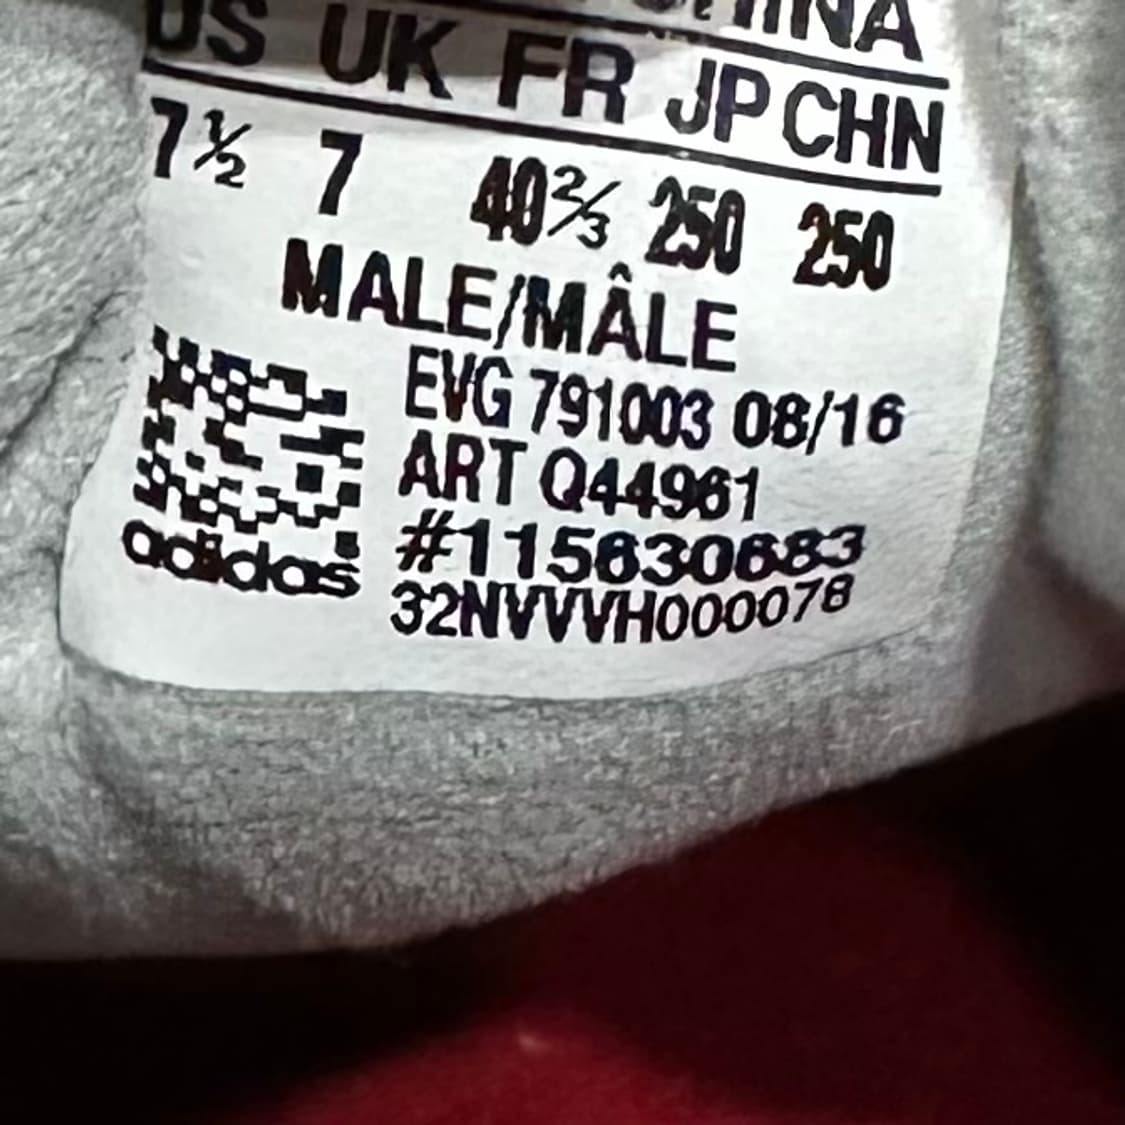 CHINA
US UK FR JP CHN
7½ 7 40⅔ 250 250
MALE/MÂLE
EVG 791003 08/16
ART Q44961
#115630683
32NVVVH000078
adidas